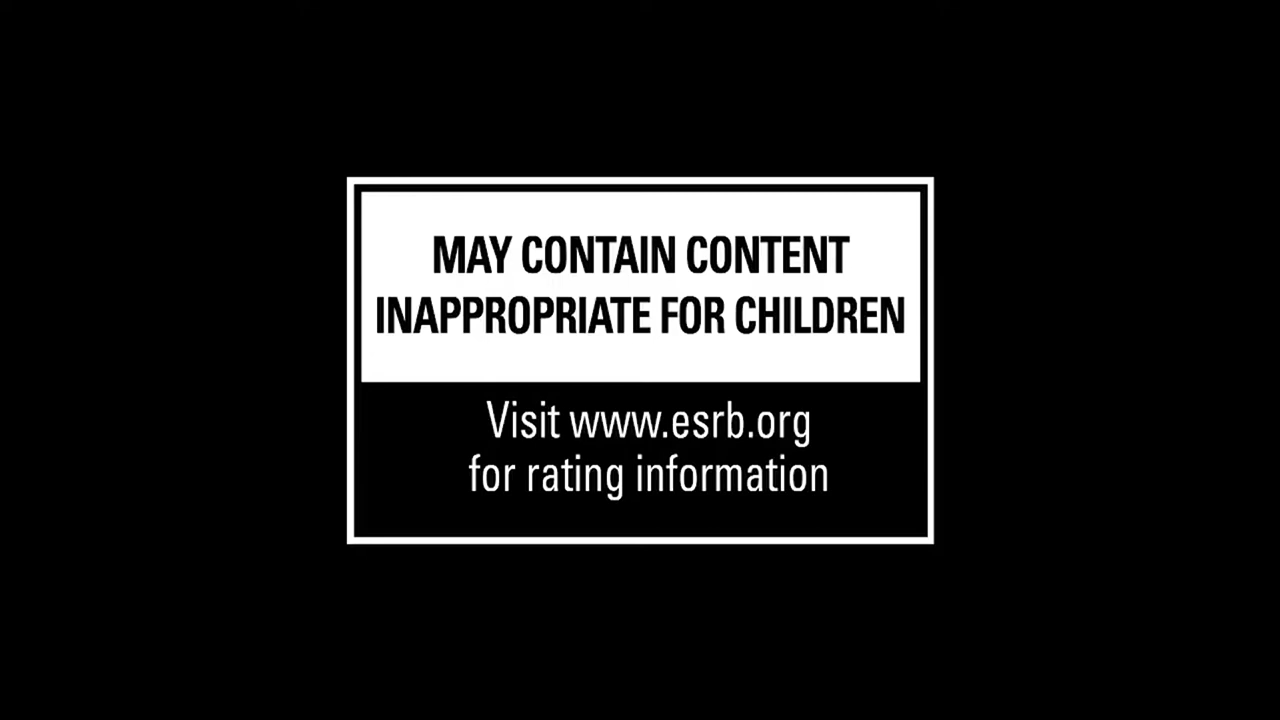 MAY CONTAIN CONTENT
INAPPROPRIATE FOR CHILDREN
Visit www.esrb.org
for rating information